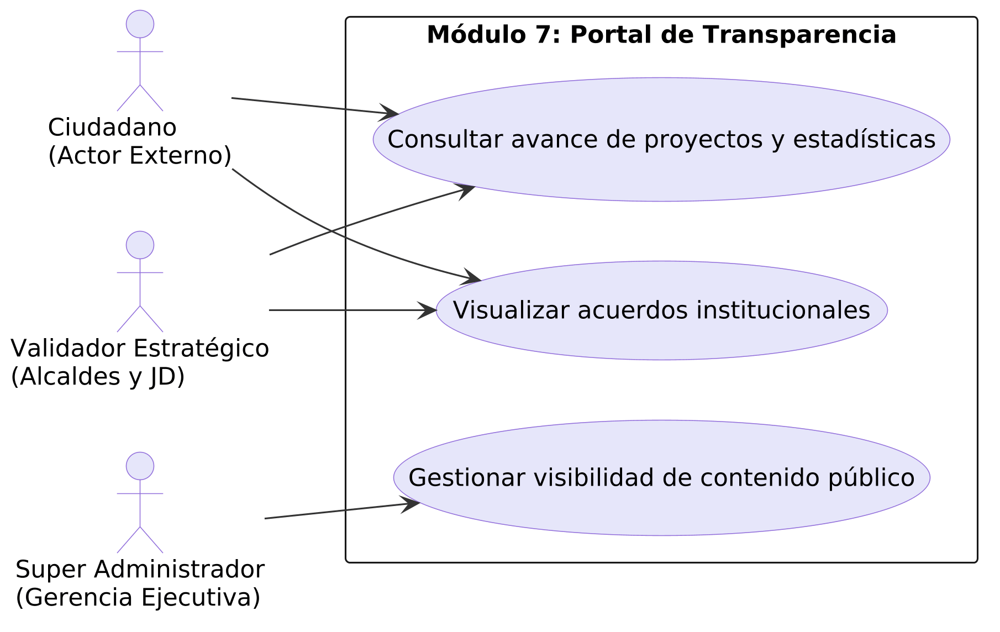 Módulo 7: Portal de Transparencia
Ciudadano
(Actor Externo)
Consultar avance de proyectos y estadísticas
Validador Estratégico
(Alcaldes y JD)
Visualizar acuerdos institucionales
Super Administrador
(Gerencia Ejecutiva)
Gestionar visibilidad de contenido público